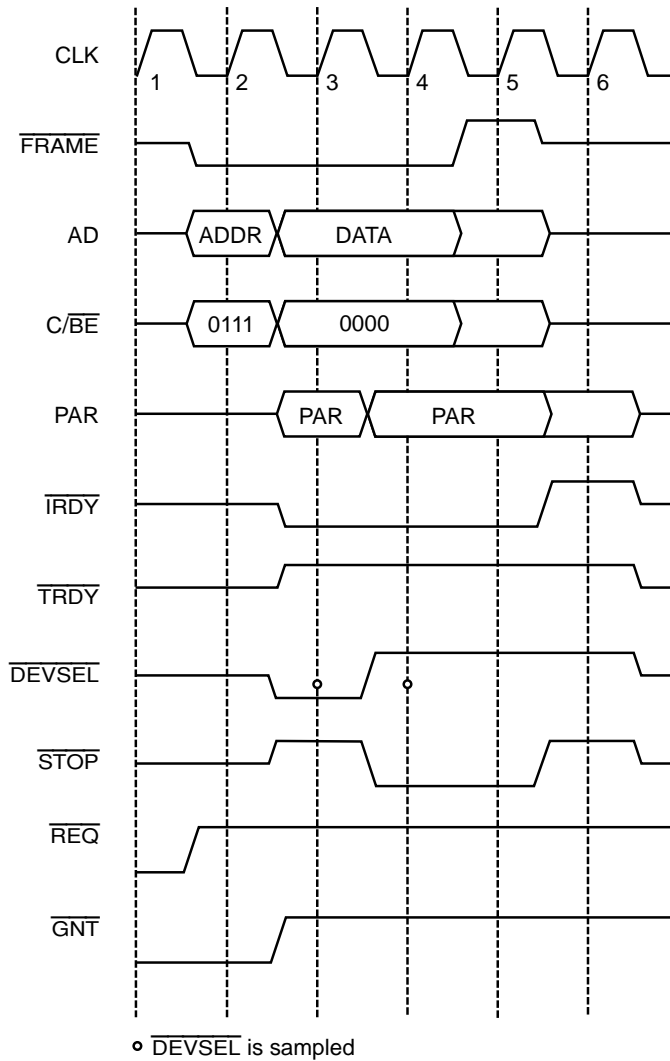 CLK
1 2 3 4 5 6
FRAME
AD ADDR DATA
C/BE 0111 0000
PAR PAR PAR
IRDY
TRDY
DEVSEL
STOP
REQ
GNT
DEVSEL is sampled